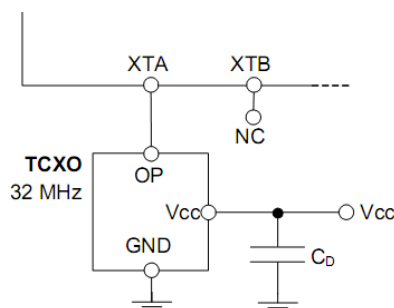 XTA
XTB
NC
TCXO
32 MHz
OP
Vcc
Vcc
GND
CD